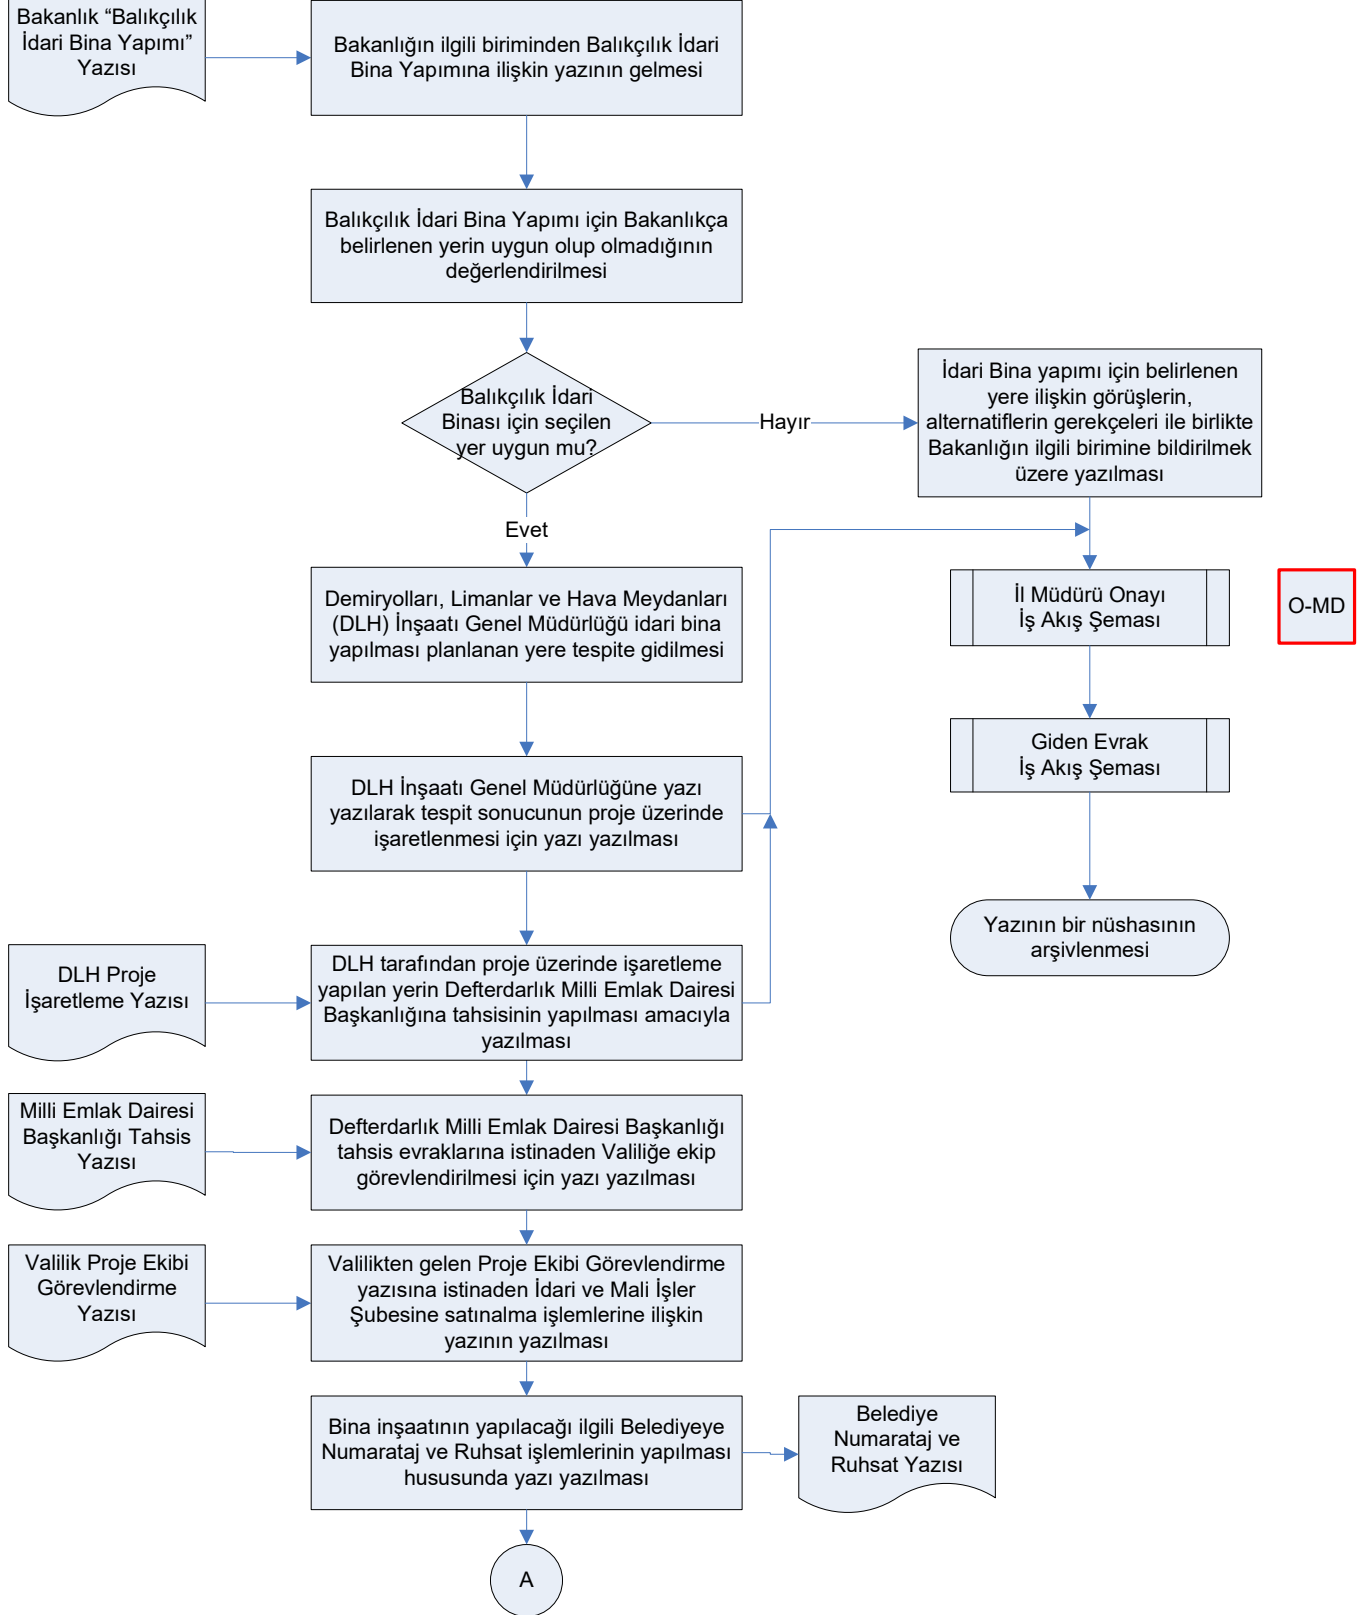 Bakanlık “Balıkçılık
İdari Bina Yapımı”
Yazısı
Bakanlığın ilgili biriminden Balıkçılık İdari
Bina Yapımına ilişkin yazının gelmesi
Balıkçılık İdari Bina Yapımı için Bakanlıkça
belirlenen yerin uygun olup olmadığının
değerlendirilmesi
Balıkçılık İdari
Binası için seçilen
yer uygun mu?
Hayır
İdari Bina yapımı için belirlenen
yere ilişkin görüşlerin,
alternatiflerin gerekçeleri ile birlikte
Bakanlığın ilgili birimine bildirilmek
üzere yazılması
Evet
Demiryolları, Limanlar ve Hava Meydanları
(DLH) İnşaatı Genel Müdürlüğü idari bina
yapılması planlanan yere tespite gidilmesi
İl Müdürü Onayı
İş Akış Şeması
O-MD
Giden Evrak
İş Akış Şeması
DLH İnşaatı Genel Müdürlüğüne yazı
yazılarak tespit sonucunun proje üzerinde
işaretlenmesi için yazı yazılması
Yazının bir nüshasının
arşivlenmesi
DLH Proje
İşaretleme Yazısı
DLH tarafından proje üzerinde işaretleme
yapılan yerin Defterdarlık Milli Emlak Dairesi
Başkanlığına tahsisinin yapılması amacıyla
yazılması
Milli Emlak Dairesi
Başkanlığı Tahsis
Yazısı
Defterdarlık Milli Emlak Dairesi Başkanlığı
tahsis evraklarına istinaden Valiliğe ekip
görevlendirilmesi için yazı yazılması
Valilik Proje Ekibi
Görevlendirme
Yazısı
Valilikten gelen Proje Ekibi Görevlendirme
yazısına istinaden İdari ve Mali İşler
Şubesine satınalma işlemlerine ilişkin
yazının yazılması
Bina inşaatının yapılacağı ilgili Belediyeye
Numarataj ve Ruhsat işlemlerinin yapılması
hususunda yazı yazılması
Belediye
Numarataj ve
Ruhsat Yazısı
A